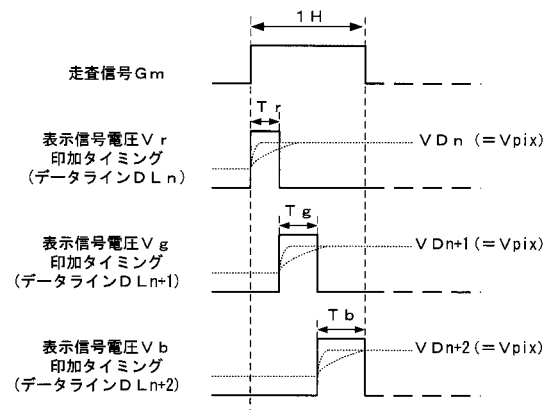 1H
走査信号Gm
Tr
表示信号電圧Vr
印加タイミング
(データラインDLn)
VDn (=Vpix)
Tg
表示信号電圧Vg
印加タイミング
(データラインDLn+1)
VDn+1(=Vpix)
Tb
表示信号電圧Vb
印加タイミング
(データラインDLn+2)
VDn+2(=Vpix)